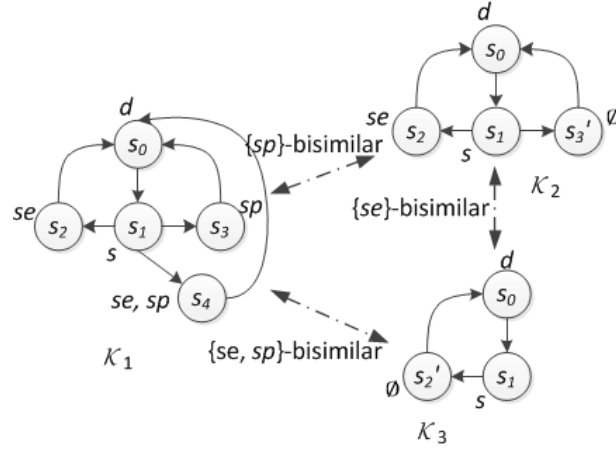 d
s0
se
s2
s1
sp
s3
s
se, sp
s4
K1
{sp}-bisimilar
{se, sp}-bisimilar
d
s0
se
s2
s1
s
s3'
∅
K2
{se}-bisimilar
d
s0
s2'
∅
s1
s
K3